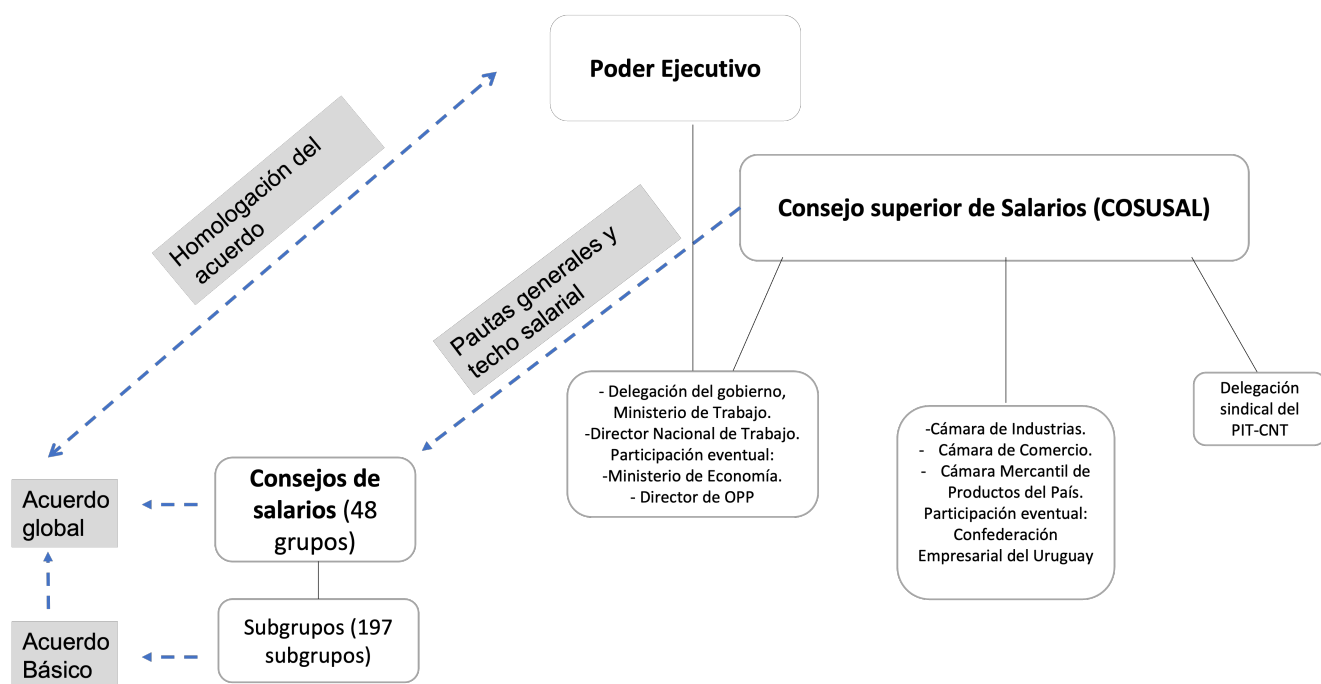 Poder Ejecutivo
Homologación del
acuerdo
Consejo superior de Salarios (COSUSAL)
Pautas generales y
techo salarial
- Delegación del gobierno,
Ministerio de Trabajo.
-Director Nacional de Trabajo.
Participación eventual:
-Ministerio de Economía.
- Director de OPP
-Cámara de Industrias.
- Cámara de Comercio.
- Cámara Mercantil de
Productos del País.
Participación eventual:
Confederación
Empresarial del Uruguay
Delegación
sindical del
PIT-CNT
Acuerdo
global
Consejos de
salarios (48
grupos)
Acuerdo
Básico
Subgrupos (197
subgrupos)